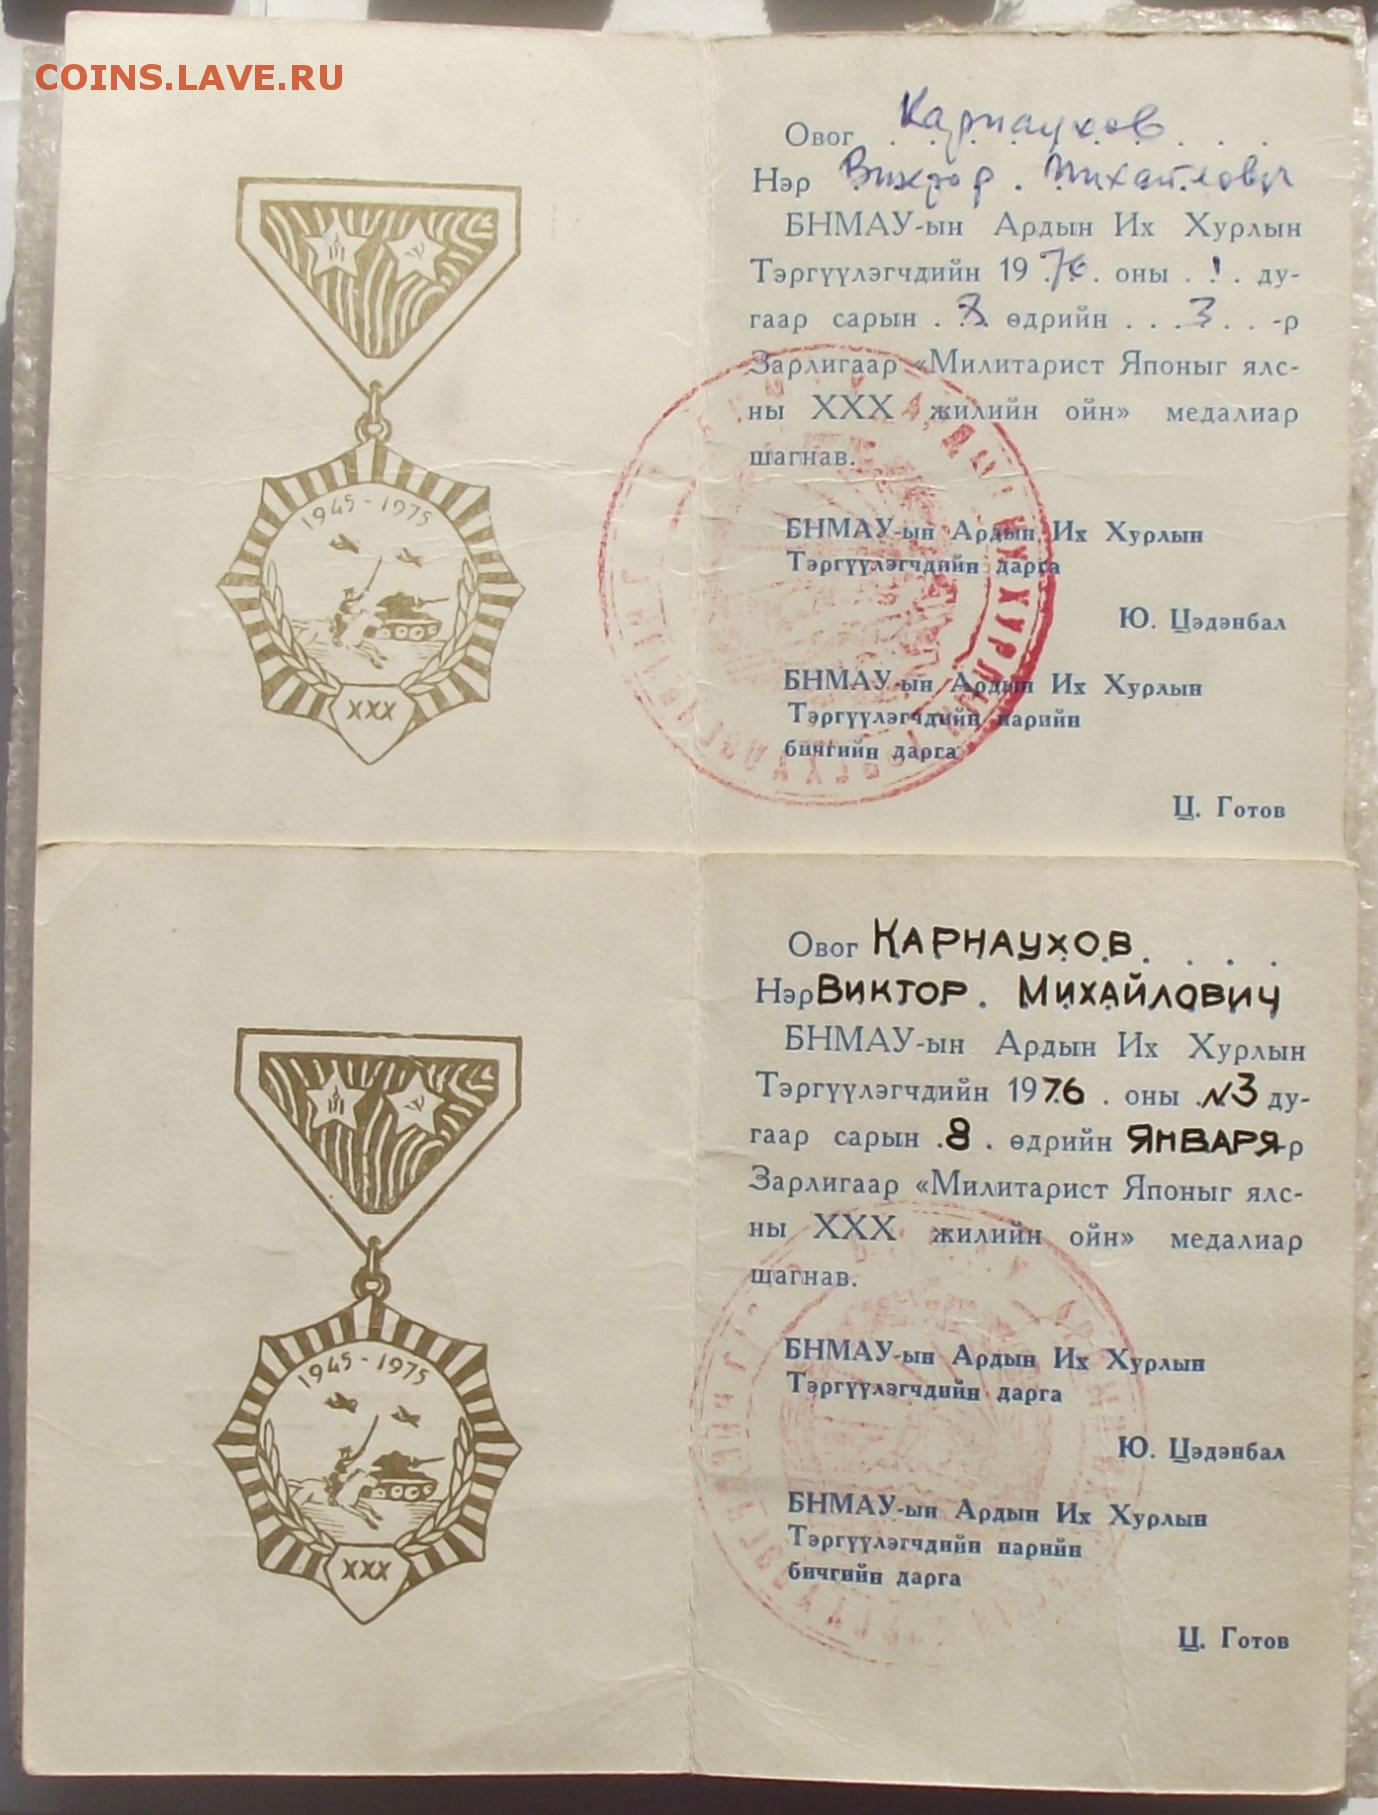 COINS.LAVE.RU
1945-1975
XXX
Овог Карнаухов
Нэр Виктор Михайлович
БНМАУ-ын Ардын Их Хурлын
Тэргүүлэгчдийн 1976 оны 1 ду-
гаар сарын 8 өдрийн 3 -р
Зарлигаар «Милитарист Японыг ялс-
ны XXX жилийн ойн» медалиар
шагнав.
БНМАУ-ын Ардын Их Хурлын
Тэргүүлэгчдийн дарга
Ю. Цэдэнбал
БНМАУ-ын Ардын Их Хурлын
Тэргүүлэгчдийн нарийн
бичгийн дарга
Ц. Готов
1945-1975
XXX
Овог КАРНАУХОВ
Нэр ВИКТОР МИХАЙЛОВИЧ
БНМАУ-ын Ардын Их Хурлын
Тэргүүлэгчдийн 1976 оны N3 ду-
гаар сарын 8 өдрийн ЯНВАРЯ-р
Зарлигаар «Милитарист Японыг ялс-
ны XXX жилийн ойн» медалиар
шагнав.
БНМАУ-ын Ардын Их Хурлын
Тэргүүлэгчдийн дарга
Ю. Цэдэнбал
БНМАУ-ын Ардын Их Хурлын
Тэргүүлэгчдийн нарийн
бичгийн дарга
Ц. Готов